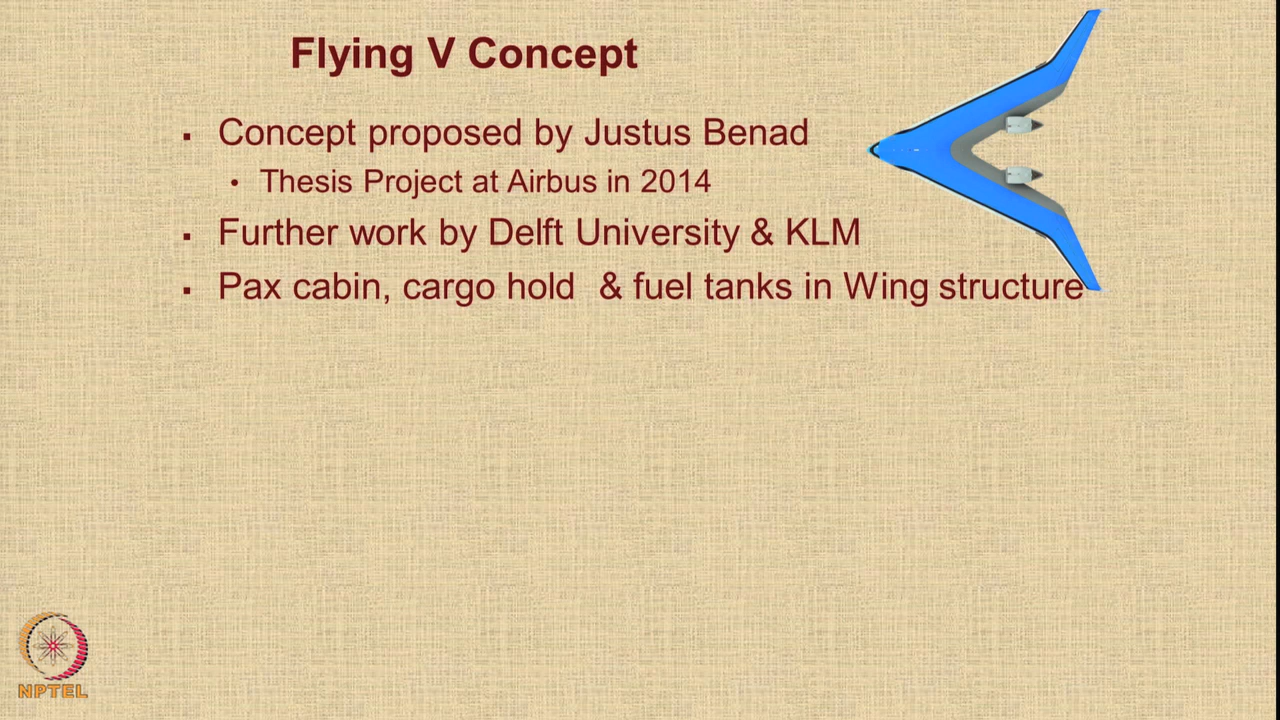 Flying V Concept
▪ Concept proposed by Justus Benad
• Thesis Project at Airbus in 2014
▪ Further work by Delft University & KLM
▪ Pax cabin, cargo hold & fuel tanks in Wing structure
NPTEL